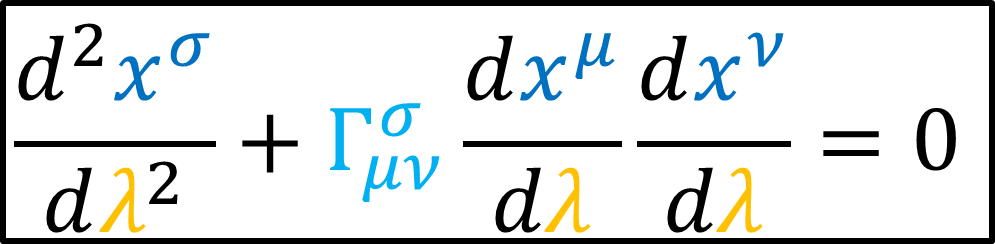 d²x^σ/dλ² + Γ^σ_μν dx^μ/dλ dx^ν/dλ = 0